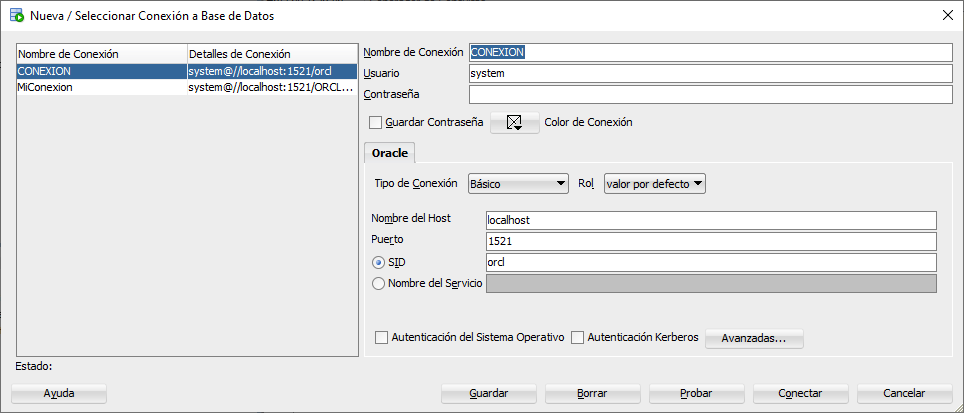 Nueva / Seleccionar Conexión a Base de Datos
Nombre de Conexión Detalles de Conexión
CONEXION system@//localhost:1521/orcl
MiConexion system@//localhost:1521/ORCL...
Nombre de Conexión CONEXION
Usuario system
Contraseña
Guardar Contraseña Color de Conexión
Oracle
Tipo de Conexión Básico Rol valor por defecto
Nombre del Host localhost
Puerto 1521
SID orcl
Nombre del Servicio
Autenticación del Sistema Operativo Autenticación Kerberos Avanzadas...
Estado:
Ayuda Guardar Borrar Probar Conectar Cancelar